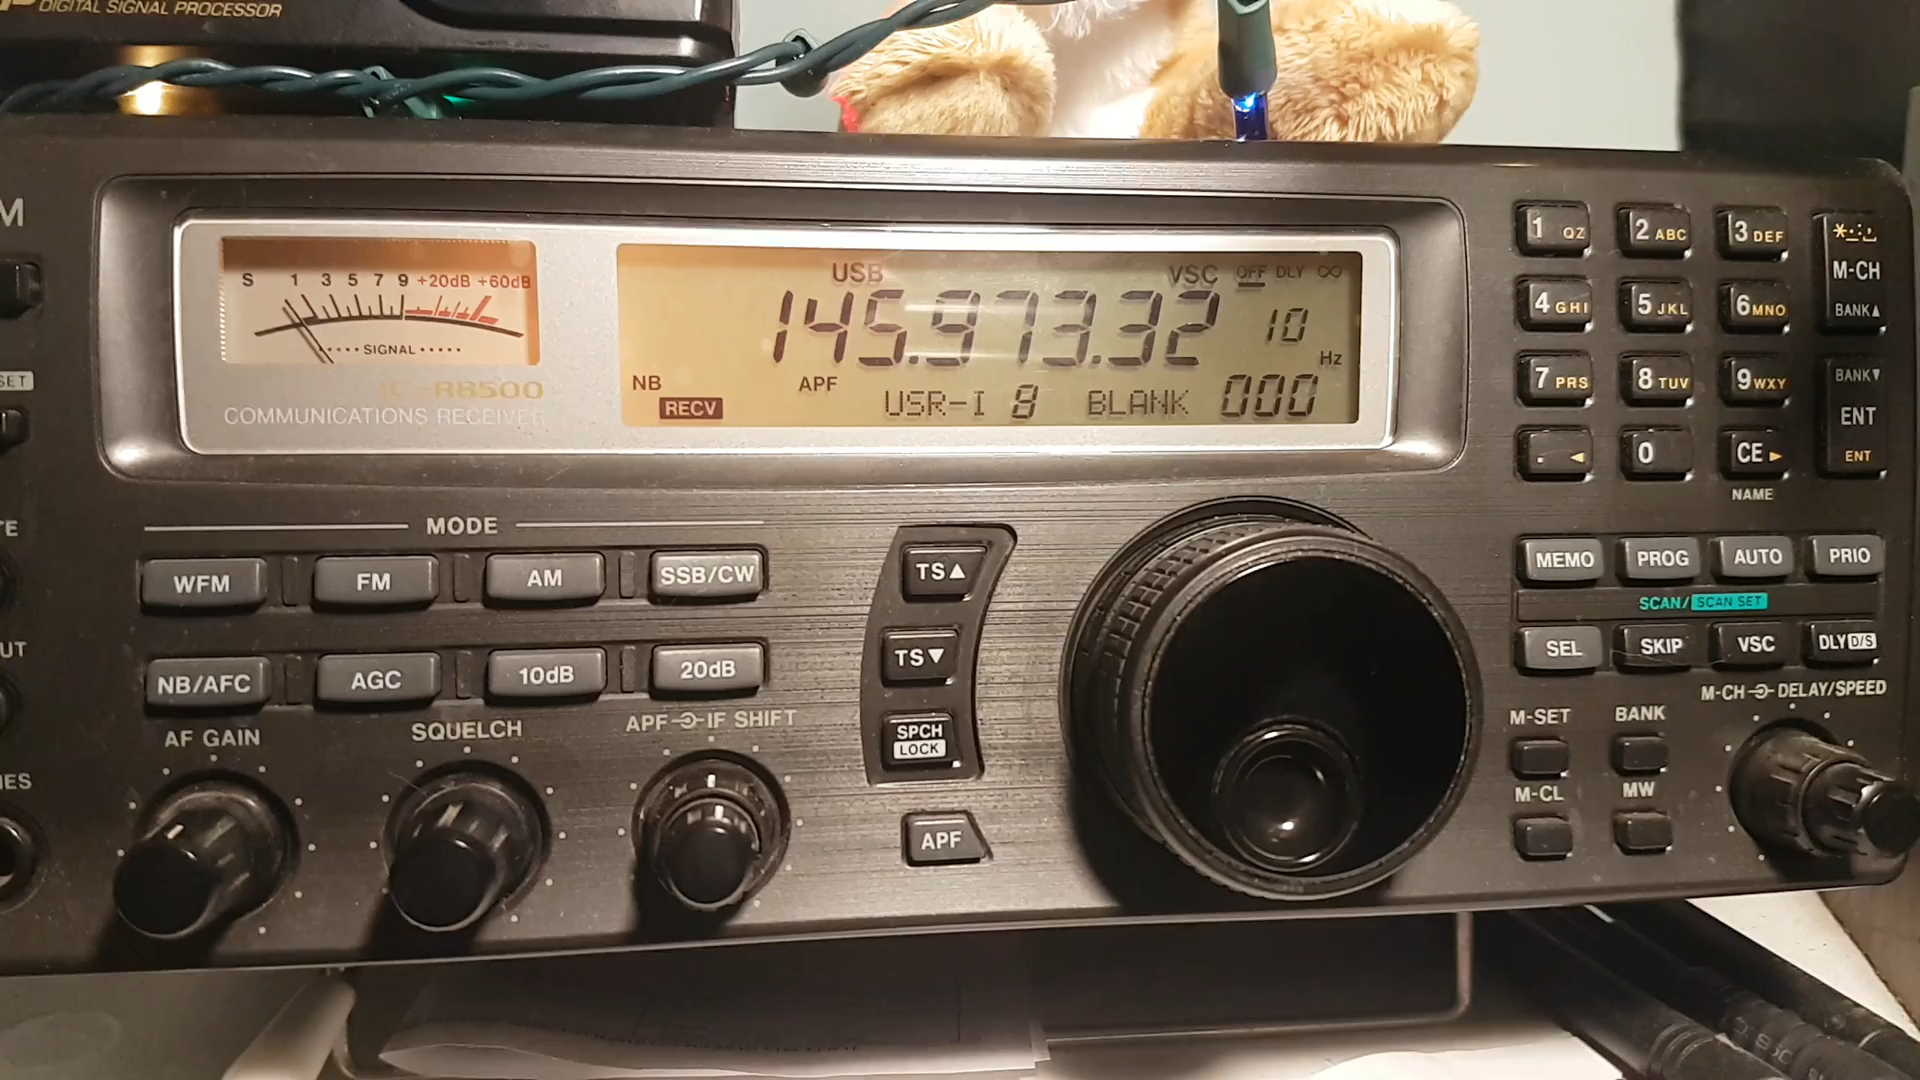 DIGITAL SIGNAL PROCESSOR
M
S 1 3 5 7 9 +20dB +60dB
SIGNAL
IC-R8500
COMMUNICATIONS RECEIVER
USB VSC OFF DLY ∞
145.973.32 10
Hz
NB APF
RECV USR-I 8 BLANK 000
1 QZ 2 ABC 3 DEF
4 GHI 5 JKL 6 MNO
7 PRS 8 TUV 9 WXY
. ◄ 0 CE ►
NAME
M-CH
BANK▲
BANK▼
ENT
ENT
SET
MODE
WFM FM AM SSB/CW
NB/AFC AGC 10dB 20dB
AF GAIN SQUELCH APF IF SHIFT
TS▲
TS▼
SPCH
LOCK
APF
MEMO PROG AUTO PRIO
SCAN/SCAN SET
SEL SKIP VSC DLY D/S
M-CH DELAY/SPEED
M-SET BANK
M-CL MW